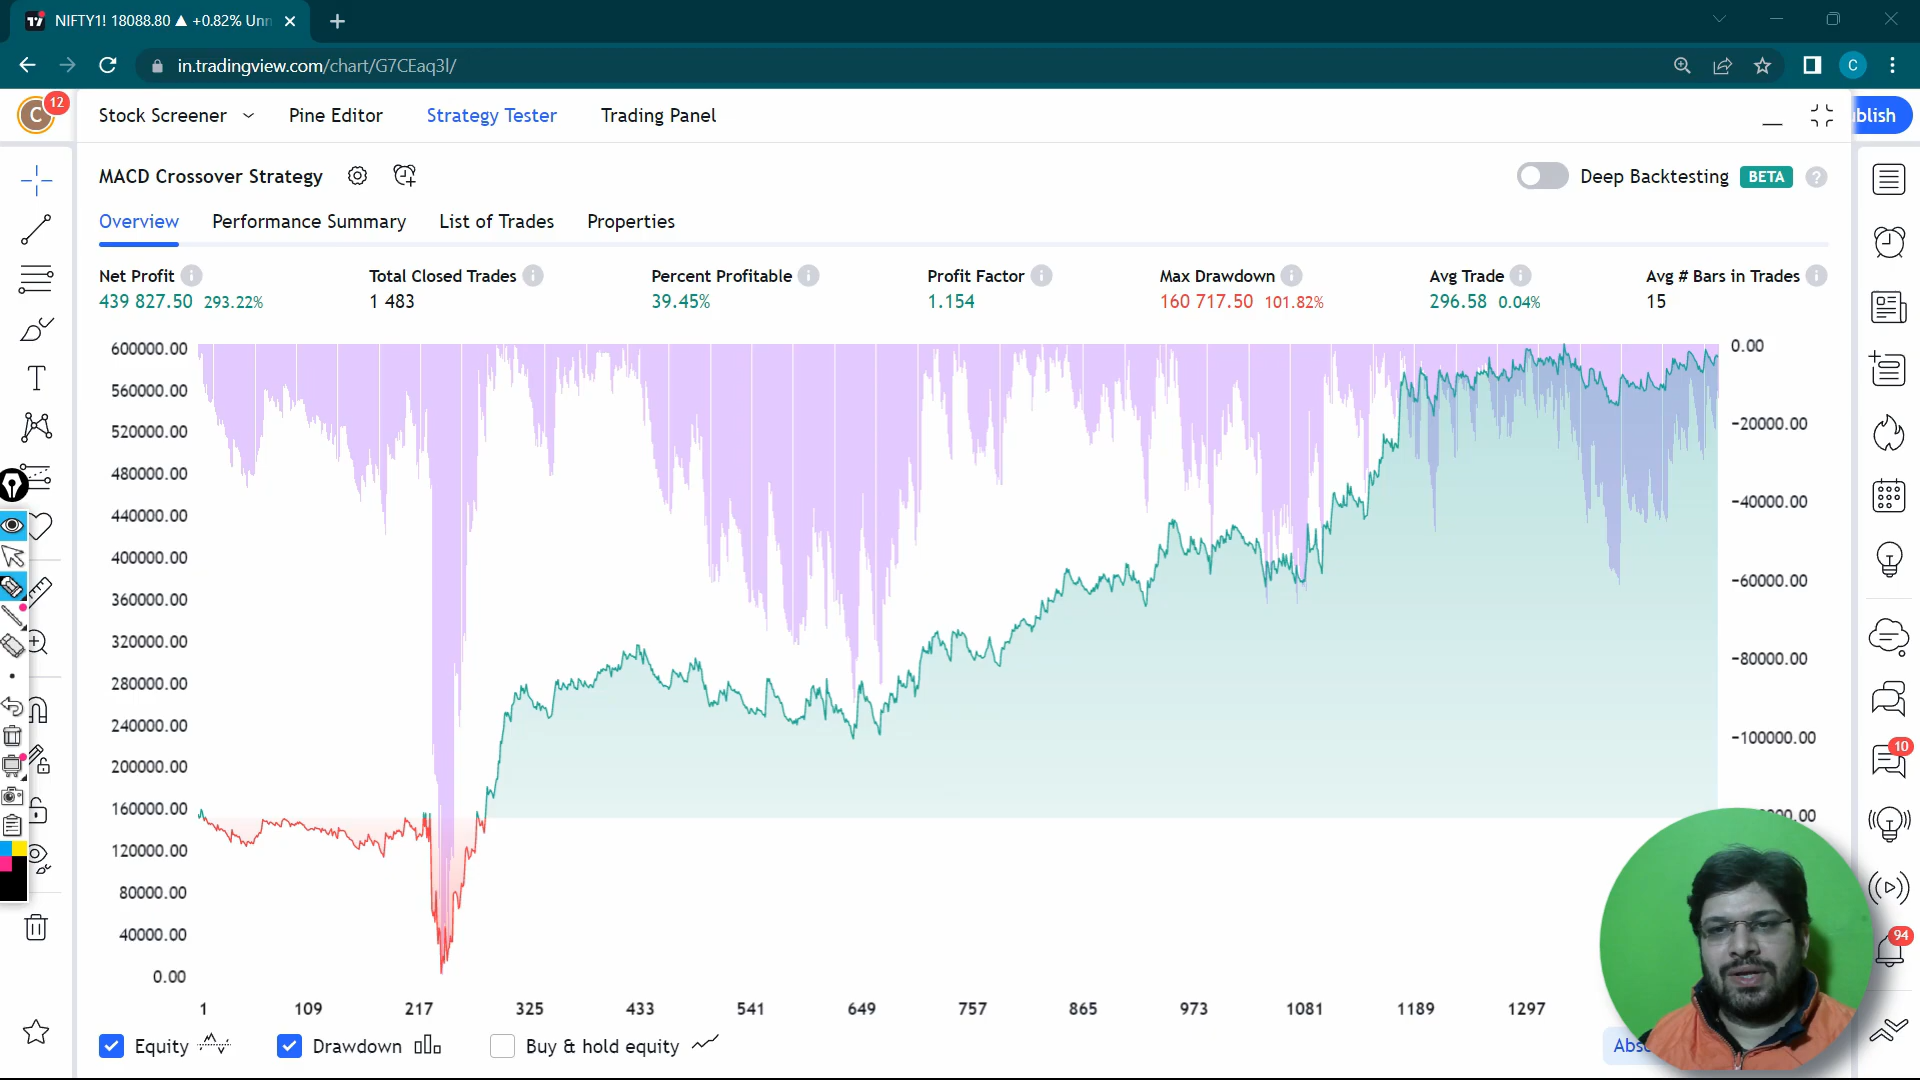 NIFTY1! 18088.80 ▲ +0.82% Unn
in.tradingview.com/chart/G7CEaq3l/
C
C 12
Stock Screener Pine Editor Strategy Tester Trading Panel
blish
MACD Crossover Strategy
Deep Backtesting BETA ?
Overview Performance Summary List of Trades Properties
Net Profit Total Closed Trades Percent Profitable Profit Factor Max Drawdown Avg Trade Avg # Bars in Trades
439 827.50 293.22% 1 483 39.45% 1.154 160 717.50 101.82% 296.58 0.04% 15
600000.00 0.00
560000.00
520000.00 −20000.00
480000.00
440000.00 −40000.00
400000.00
360000.00 −60000.00
320000.00
280000.00 −80000.00
240000.00
200000.00 −100000.00
160000.00
120000.00
80000.00
40000.00
0.00
1 109 217 325 433 541 649 757 865 973 1081 1189 1297
Equity Drawdown Buy & hold equity
10
94